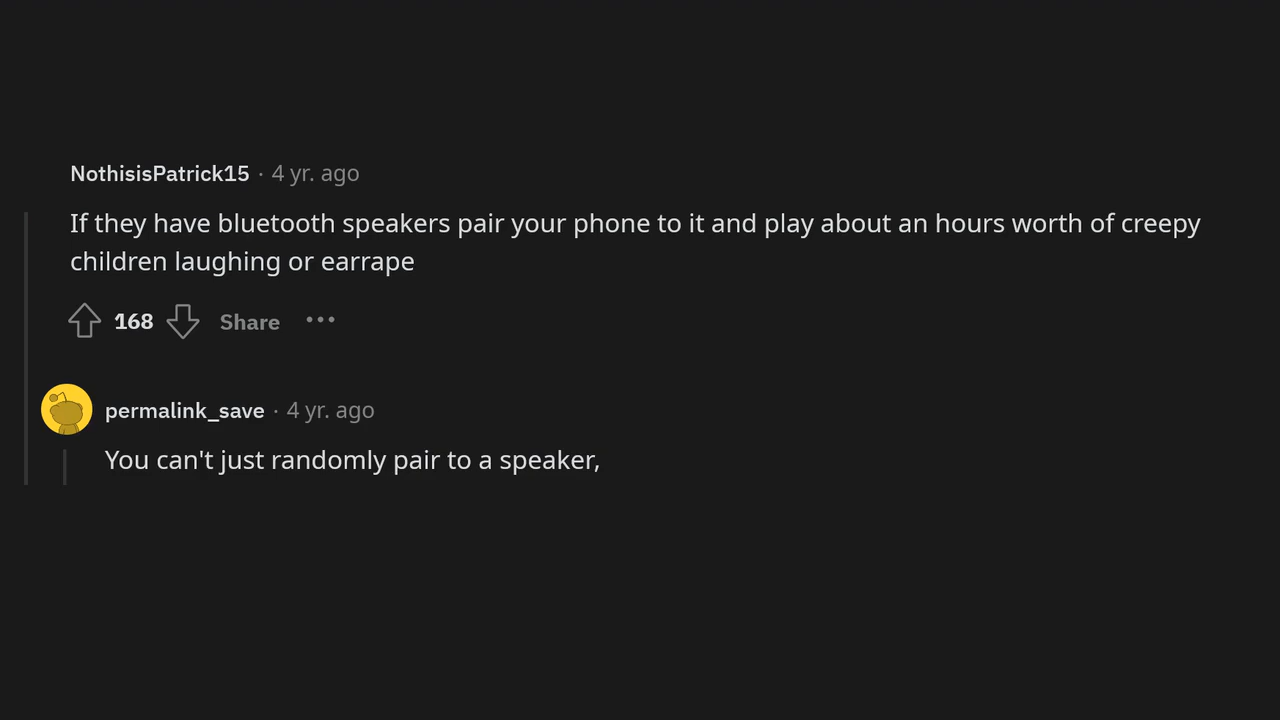 NothisisPatrick15 · 4 yr. ago
If they have bluetooth speakers pair your phone to it and play about an hours worth of creepy
children laughing or earrape
168 Share •••
permalink_save · 4 yr. ago
You can't just randomly pair to a speaker,